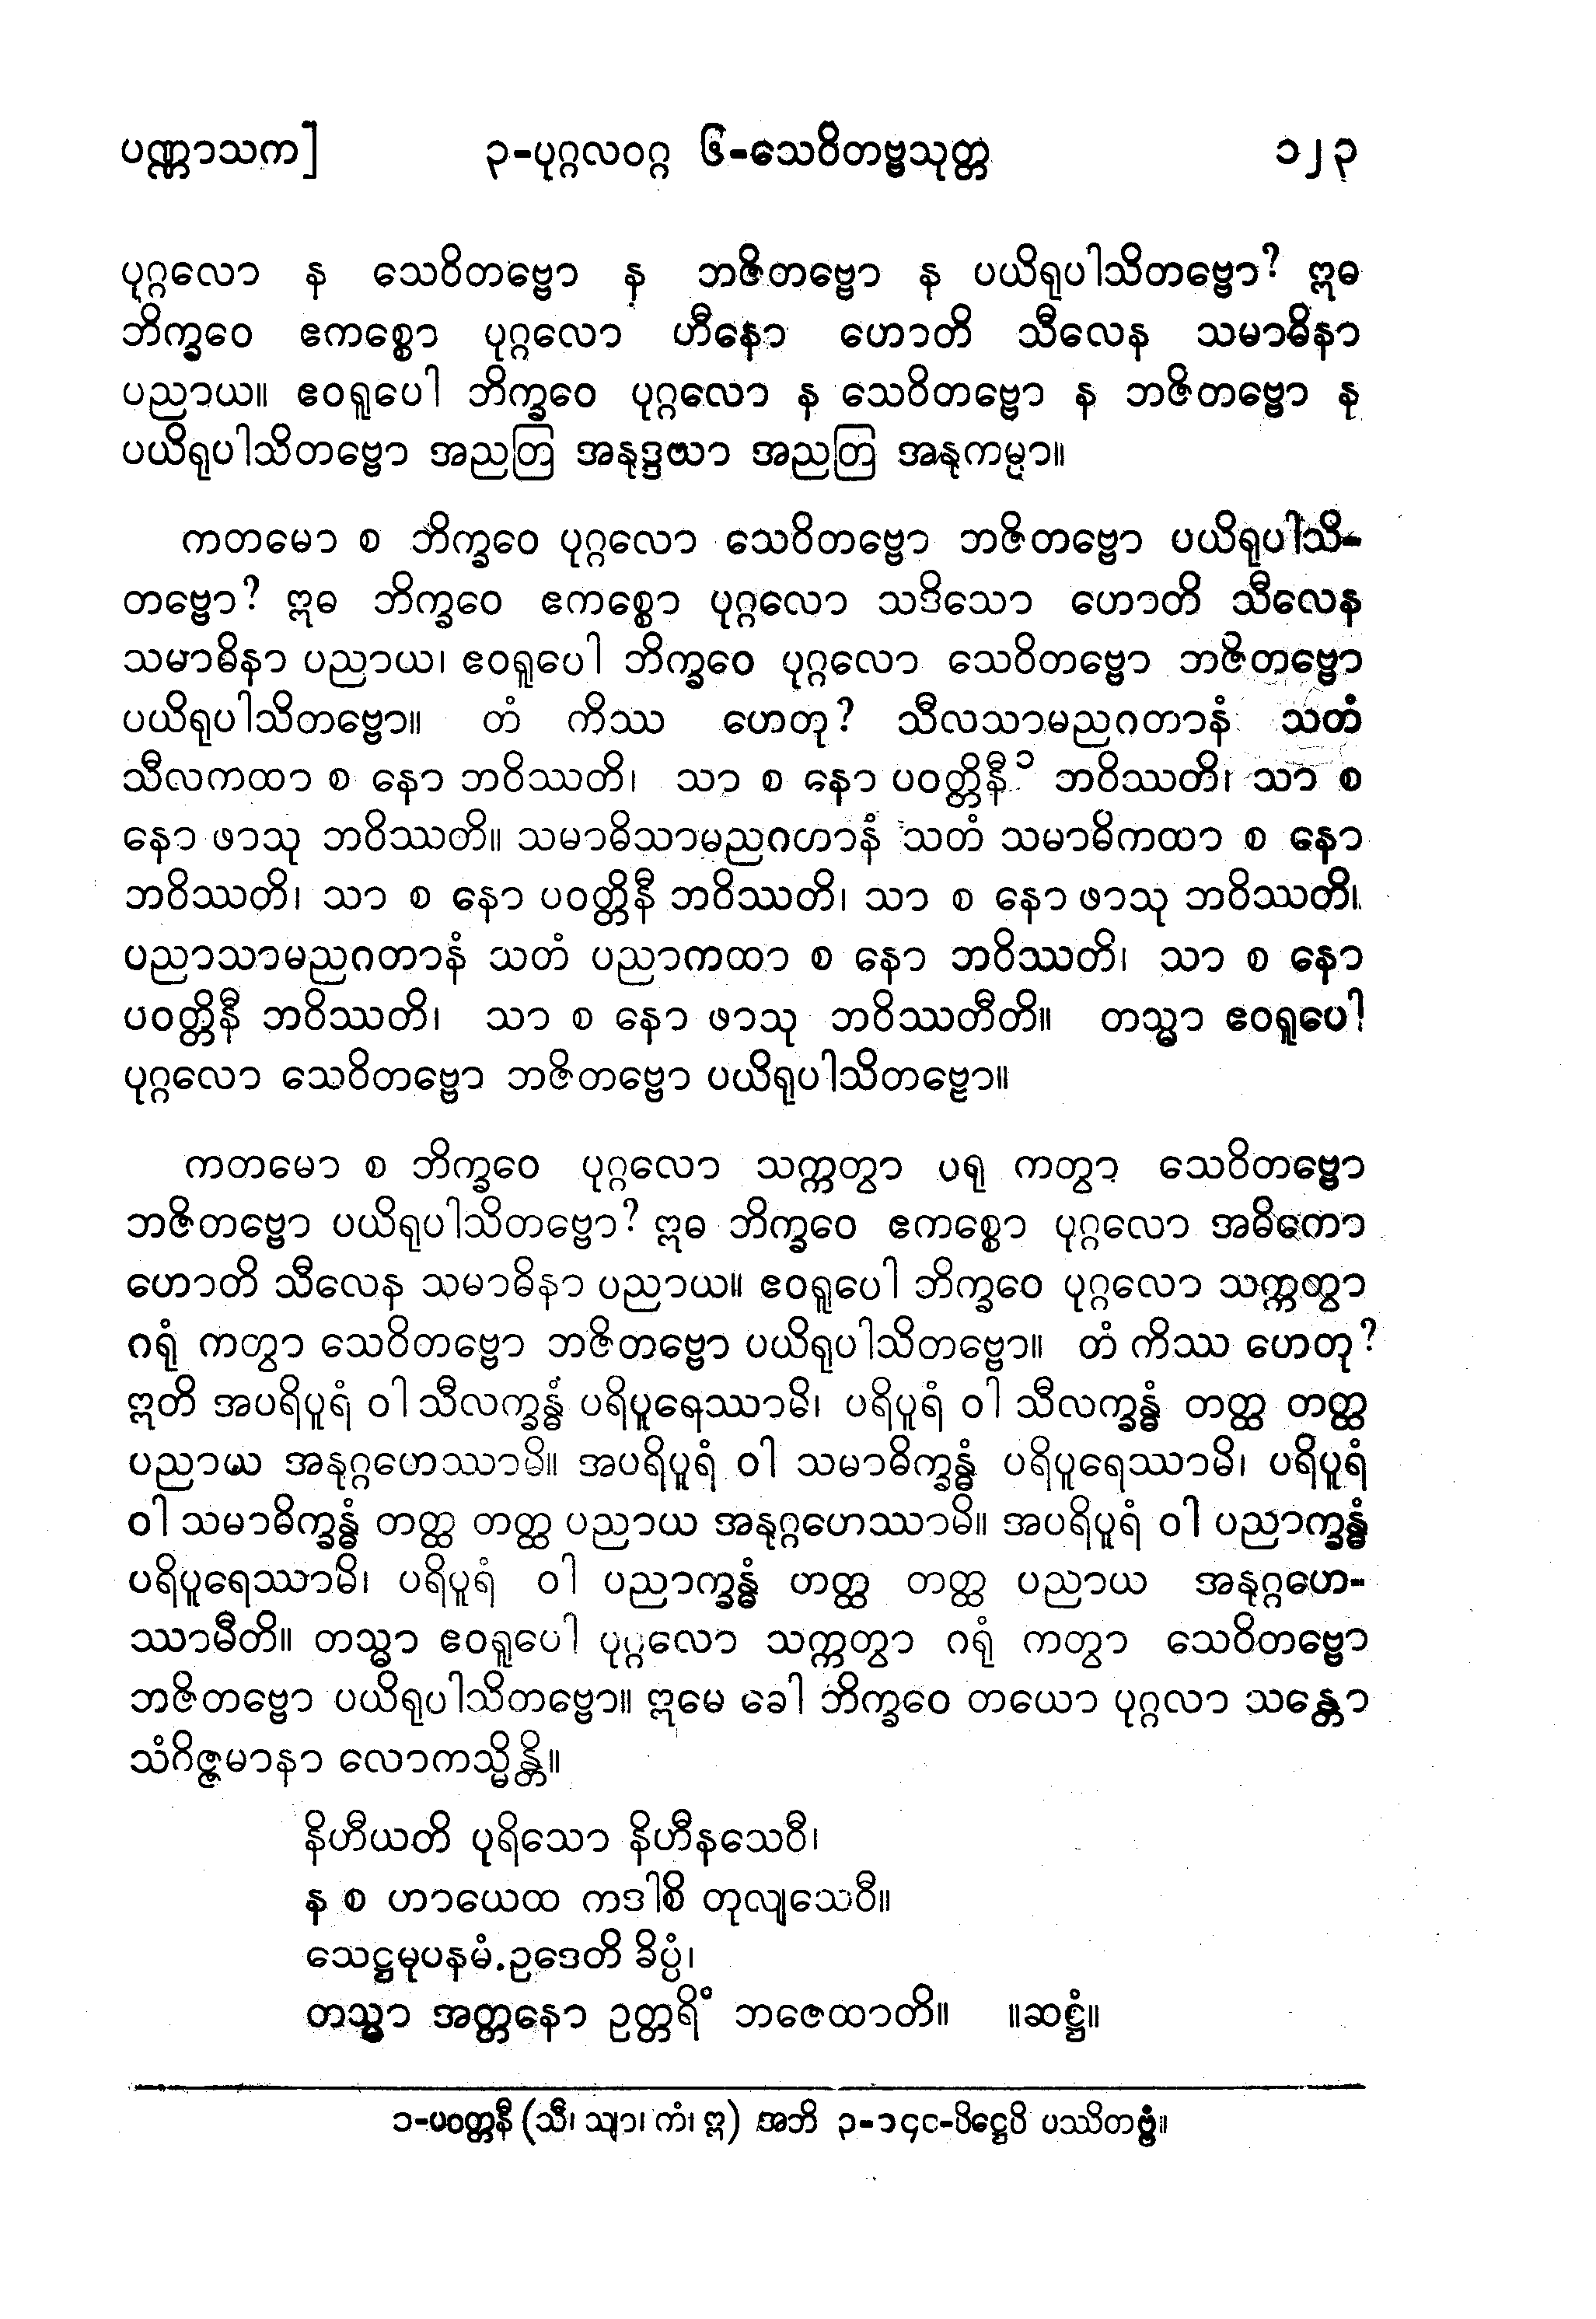 ပဏ္ဏာသက]  ၃-ပုဂ္ဂလဝဂ္ဂ ၆-သေဝိတဗ္ဗသုတ္တ  ၁၂၃
ပုဂ္ဂလော န သေဝိတဗ္ဗော န ဘဇိတဗ္ဗော န ပယိရုပါသိတဗ္ဗော? ဣဓ
ဘိက္ခဝေ ဧကစ္စော ပုဂ္ဂလော ဟီနော ဟောတိ သီလေန သမာဓိနာ
ပညာယ။ ဧဝရူပေါ ဘိက္ခဝေ ပုဂ္ဂလော န သေဝိတဗ္ဗော န ဘဇိတဗ္ဗော န
ပယိရုပါသိတဗ္ဗော အညတြ အနုဒ္ဒယာ အညတြ အနုကမ္ပာ။
ကတမော စ ဘိက္ခဝေ ပုဂ္ဂလော သေဝိတဗ္ဗော ဘဇိတဗ္ဗော ပယိရုပါသိ-
တဗ္ဗော? ဣဓ ဘိက္ခဝေ ဧကစ္စော ပုဂ္ဂလော သဒိသော ဟောတိ သီလေန
သမာဓိနာ ပညာယ၊ ဧဝရူပေါ ဘိက္ခဝေ ပုဂ္ဂလော သေဝိတဗ္ဗော ဘဇိတဗ္ဗော
ပယိရုပါသိတဗ္ဗော။ တံ ကိဿ ဟေတု? သီလသာမညဂတာနံ သတံ
သီလကထာ စ နော ဘဝိဿတိ၊ သာ စ နော ပဝတ္တိနီ ၁ ဘဝိဿတိ၊ သာ စ
နော ဖာသု ဘဝိဿတိ။ သမာဓိသာမညဂတာနံ သတံ သမာဓိကထာ စ နော
ဘဝိဿတိ၊ သာ စ နော ပဝတ္တိနီ ဘဝိဿတိ၊ သာ စ နော ဖာသု ဘဝိဿတိ။
ပညာသာမညဂတာနံ သတံ ပညာကထာ စ နော ဘဝိဿတိ၊ သာ စ နော
ပဝတ္တိနီ ဘဝိဿတိ၊ သာ စ နော ဖာသု ဘဝိဿတီတိ။ တသ္မာ ဧဝရူပေါ
ပုဂ္ဂလော သေဝိတဗ္ဗော ဘဇိတဗ္ဗော ပယိရုပါသိတဗ္ဗော။
ကတမော စ ဘိက္ခဝေ ပုဂ္ဂလော သက္ကတွာ ဂရုံ ကတွာ သေဝိတဗ္ဗော
ဘဇိတဗ္ဗော ပယိရုပါသိတဗ္ဗော? ဣဓ ဘိက္ခဝေ ဧကစ္စော ပုဂ္ဂလော အဓိကော
ဟောတိ သီလေန သမာဓိနာ ပညာယ။ ဧဝရူပေါ ဘိက္ခဝေ ပုဂ္ဂလော သက္ကတွာ
ဂရုံ ကတွာ သေဝိတဗ္ဗော ဘဇိတဗ္ဗော ပယိရုပါသိတဗ္ဗော။ တံ ကိဿ ဟေတု?
ဣတိ အပရိပူရံ ဝါ သီလက္ခန္ဓံ ပရိပူရေဿာမိ၊ ပရိပူရံ ဝါ သီလက္ခန္ဓံ တတ္ထ တတ္ထ
ပညာယ အနုဂ္ဂဟေဿာမိ။ အပရိပူရံ ဝါ သမာဓိက္ခန္ဓံ ပရိပူရေဿာမိ၊ ပရိပူရံ
ဝါ သမာဓိက္ခန္ဓံ တတ္ထ တတ္ထ ပညာယ အနုဂ္ဂဟေဿာမိ။ အပရိပူရံ ဝါ ပညာက္ခန္ဓံ
ပရိပူရေဿာမိ၊ ပရိပူရံ ဝါ ပညာက္ခန္ဓံ တတ္ထ တတ္ထ ပညာယ အနုဂ္ဂဟေ-
ဿာမီတိ။ တသ္မာ ဧဝရူပေါ ပုဂ္ဂလော သက္ကတွာ ဂရုံ ကတွာ သေဝိတဗ္ဗော
ဘဇိတဗ္ဗော ပယိရုပါသိတဗ္ဗော။ ဣမေ ခေါ ဘိက္ခဝေ တယော ပုဂ္ဂလာ သန္တော
သံဝိဇ္ဇမာနာ လောကသ္မိန္တိ။
နိဟီယတိ ပုရိသော နိဟီနသေဝီ၊
န စ ဟာယေထ ကဒါစိ တုလျသေဝီ။
သေဋ္ဌမုပနမံ ဥဒေတိ ခိပ္ပံ၊
တသ္မာ အတ္တနော ဥတ္တရိံ ဘဇေထာတိ။ ။ဆဋ္ဌံ။
၁-ပဝတ္တနီ (သီ၊ သျာ၊ ကံ၊ ဣ) အဘိ ၃-၁၄၀-ပိဋ္ဌေပိ ပဿိတဗ္ဗံ။